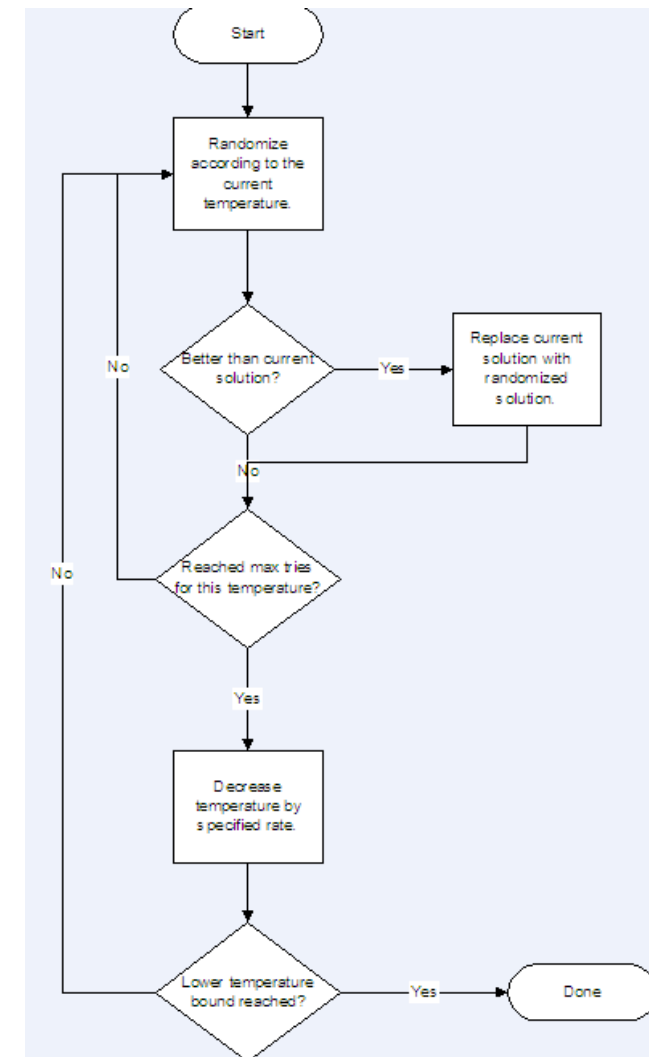 Start
Randomize
according to the
current
temperature.
Better than current
solution?
Yes
Replace current
solution with
randomized
solution.
No
No
Reached max tries
for this temperature?
No
Yes
Decrease
temperature by
specified rate.
Lower temperature
bound reached?
Yes
Done